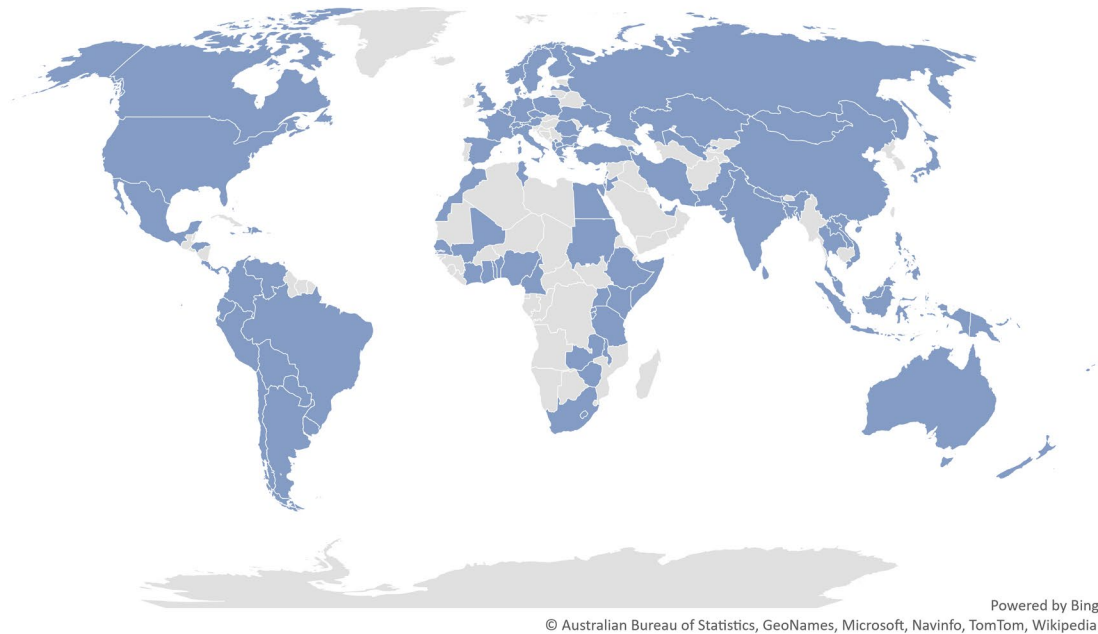 Powered by Bing
© Australian Bureau of Statistics, GeoNames, Microsoft, Navinfo, TomTom, Wikipedia